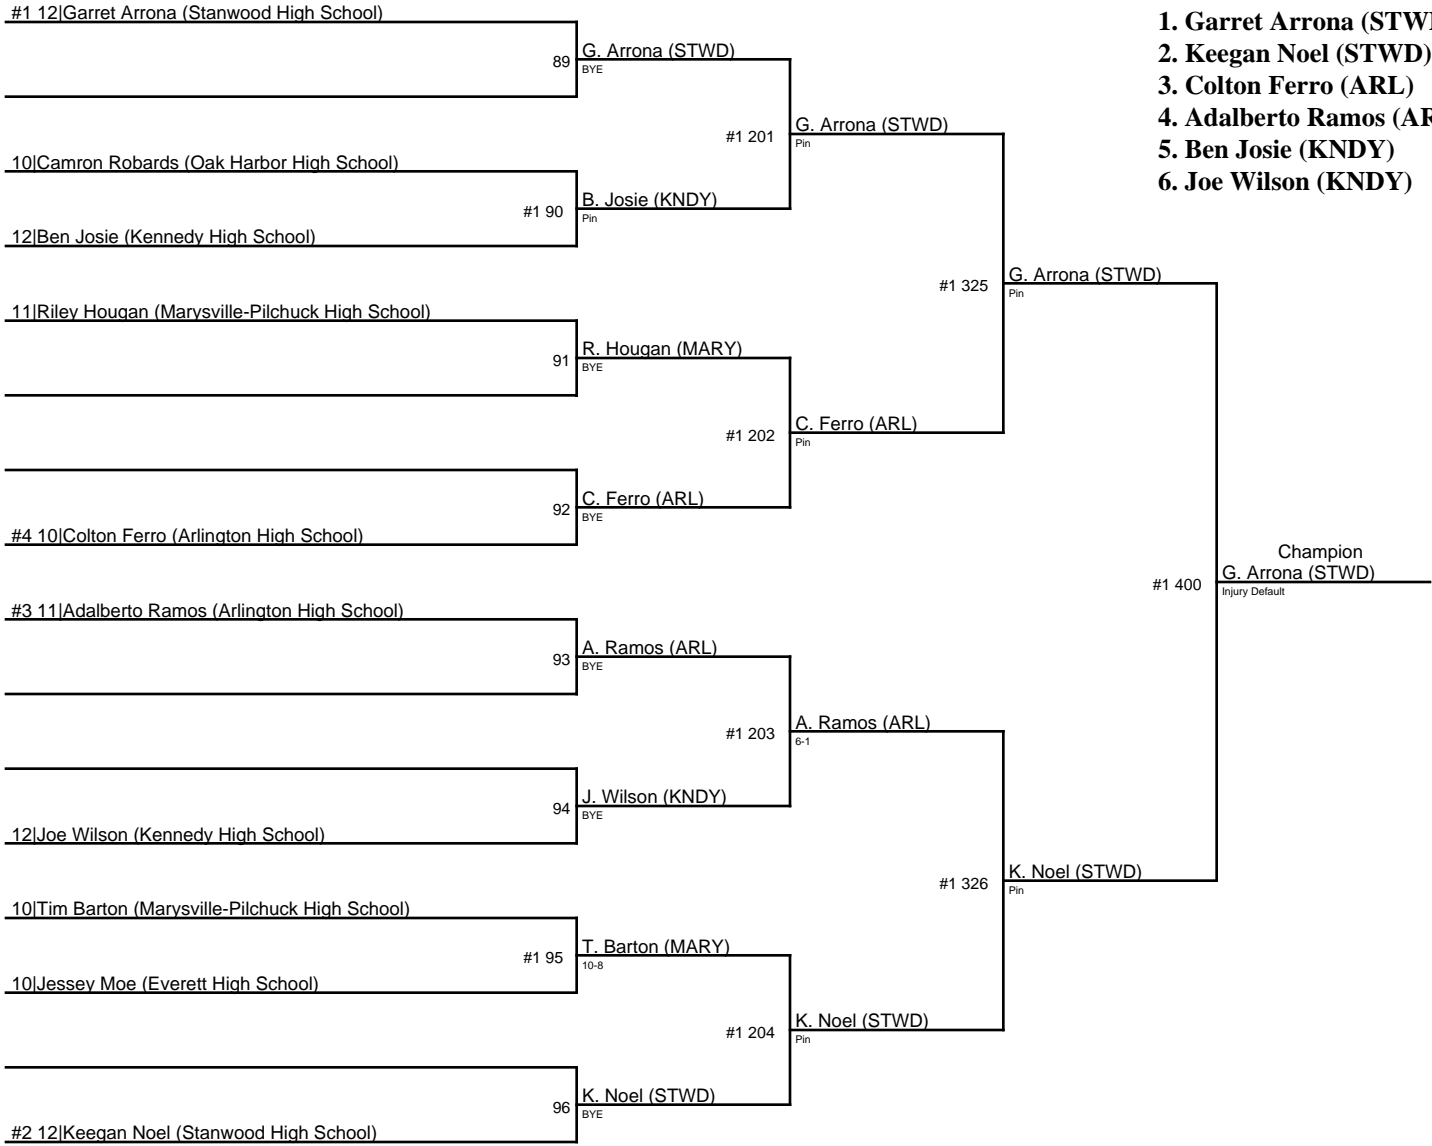 #1 12|Garret Arrona (Stanwood High School)
89
G. Arrona (STWD)
BYE
#1 201
G. Arrona (STWD)
Pin
10|Camron Robards (Oak Harbor High School)
#1 90
B. Josie (KNDY)
Pin
12|Ben Josie (Kennedy High School)
#1 325
G. Arrona (STWD)
Pin
11|Riley Hougan (Marysville-Pilchuck High School)
91
R. Hougan (MARY)
BYE
#1 202
C. Ferro (ARL)
Pin
92
C. Ferro (ARL)
BYE
#4 10|Colton Ferro (Arlington High School)
#1 400
Champion
G. Arrona (STWD)
Injury Default
#3 11|Adalberto Ramos (Arlington High School)
93
A. Ramos (ARL)
BYE
#1 203
A. Ramos (ARL)
6-1
94
J. Wilson (KNDY)
BYE
12|Joe Wilson (Kennedy High School)
#1 326
K. Noel (STWD)
Pin
10|Tim Barton (Marysville-Pilchuck High School)
#1 95
T. Barton (MARY)
10-8
10|Jessey Moe (Everett High School)
#1 204
K. Noel (STWD)
Pin
96
K. Noel (STWD)
BYE
#2 12|Keegan Noel (Stanwood High School)
1. Garret Arrona
2. Keegan Noel (STWD)
3. Colton Ferro (ARL)
4. Adalberto Ramos
5. Ben Josie (KNDY)
6. Joe Wilson (KNDY)